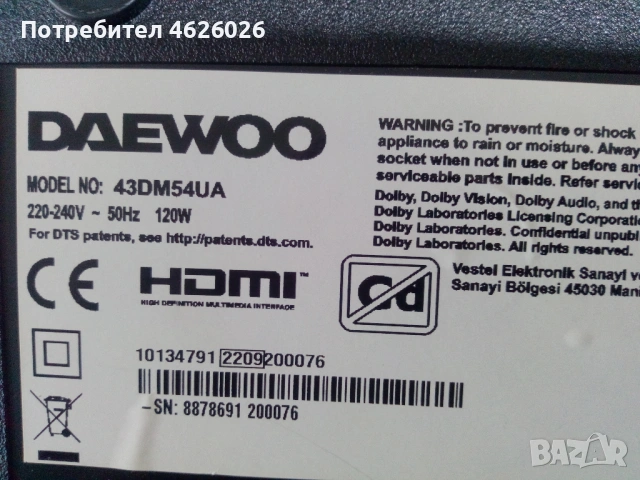 Потребител 4626026
DAEWOO
MODEL NO: 43DM54UA
220-240V ~ 50Hz 120W
For DTS patents, see http://patents.dts.com.
WARNING :To prevent fire or shock
appliance to rain or moisture. Alway
socket when not in use or before any
serviceable parts inside. Refer servic
Dolby, Dolby Vision, Dolby Audio, and th
Dolby Laboratories Licensing Corporati
Dolby Laboratories. Confidential unpubl
Dolby Laboratories. All rights reserved.
CE
HDMI™
HIGH DEFINITION MULTIMEDIA INTERFACE
Cd
Vestel Elektronik Sanayi ve
Sanayi Bölgesi 45030 Mani
10134791 2209200076
-SN: 8878691 200076
BAZAR